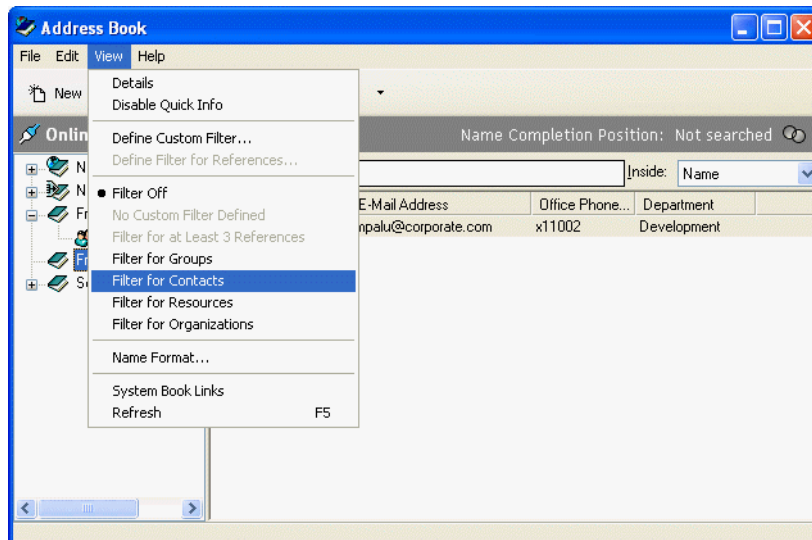 Address Book
File Edit View Help
New
Details
Disable Quick Info
Onlin
Define Custom Filter...
Name Completion Position: Not searched
Define Filter for References...
Inside: Name
N
N
Filter Off
E-Mail Address Office Phone... Department
Fr
No Custom Filter Defined
mpalu@corporate.com x11002 Development
Filter for at Least 3 References
Filter for Groups
Fr
Filter for Contacts
S
Filter for Resources
Filter for Organizations
Name Format...
System Book Links
Refresh F5